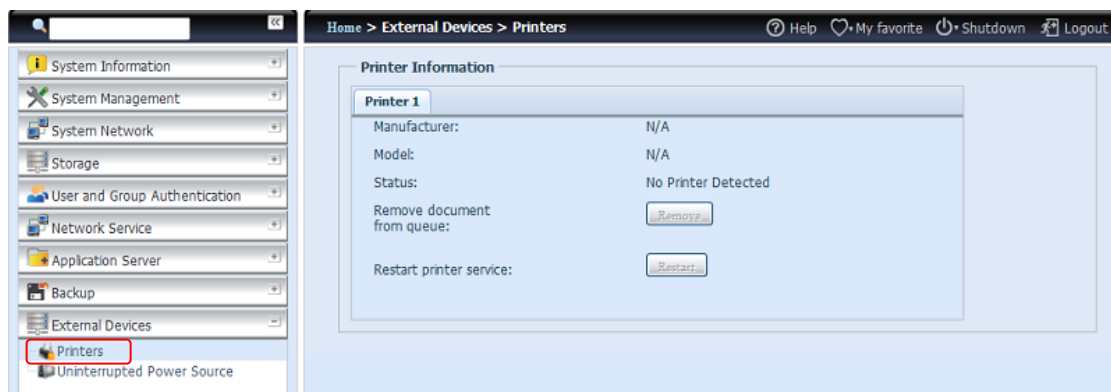 Home > External Devices > Printers
Help
My favorite
Shutdown
Logout
System Information
System Management
System Network
Storage
User and Group Authentication
Network Service
Application Server
Backup
External Devices
Printers
Uninterrupted Power Source
Printer Information
Printer 1
Manufacturer: N/A
Model: N/A
Status: No Printer Detected
Remove document
from queue:
Remove...
Restart printer service:
Restart...